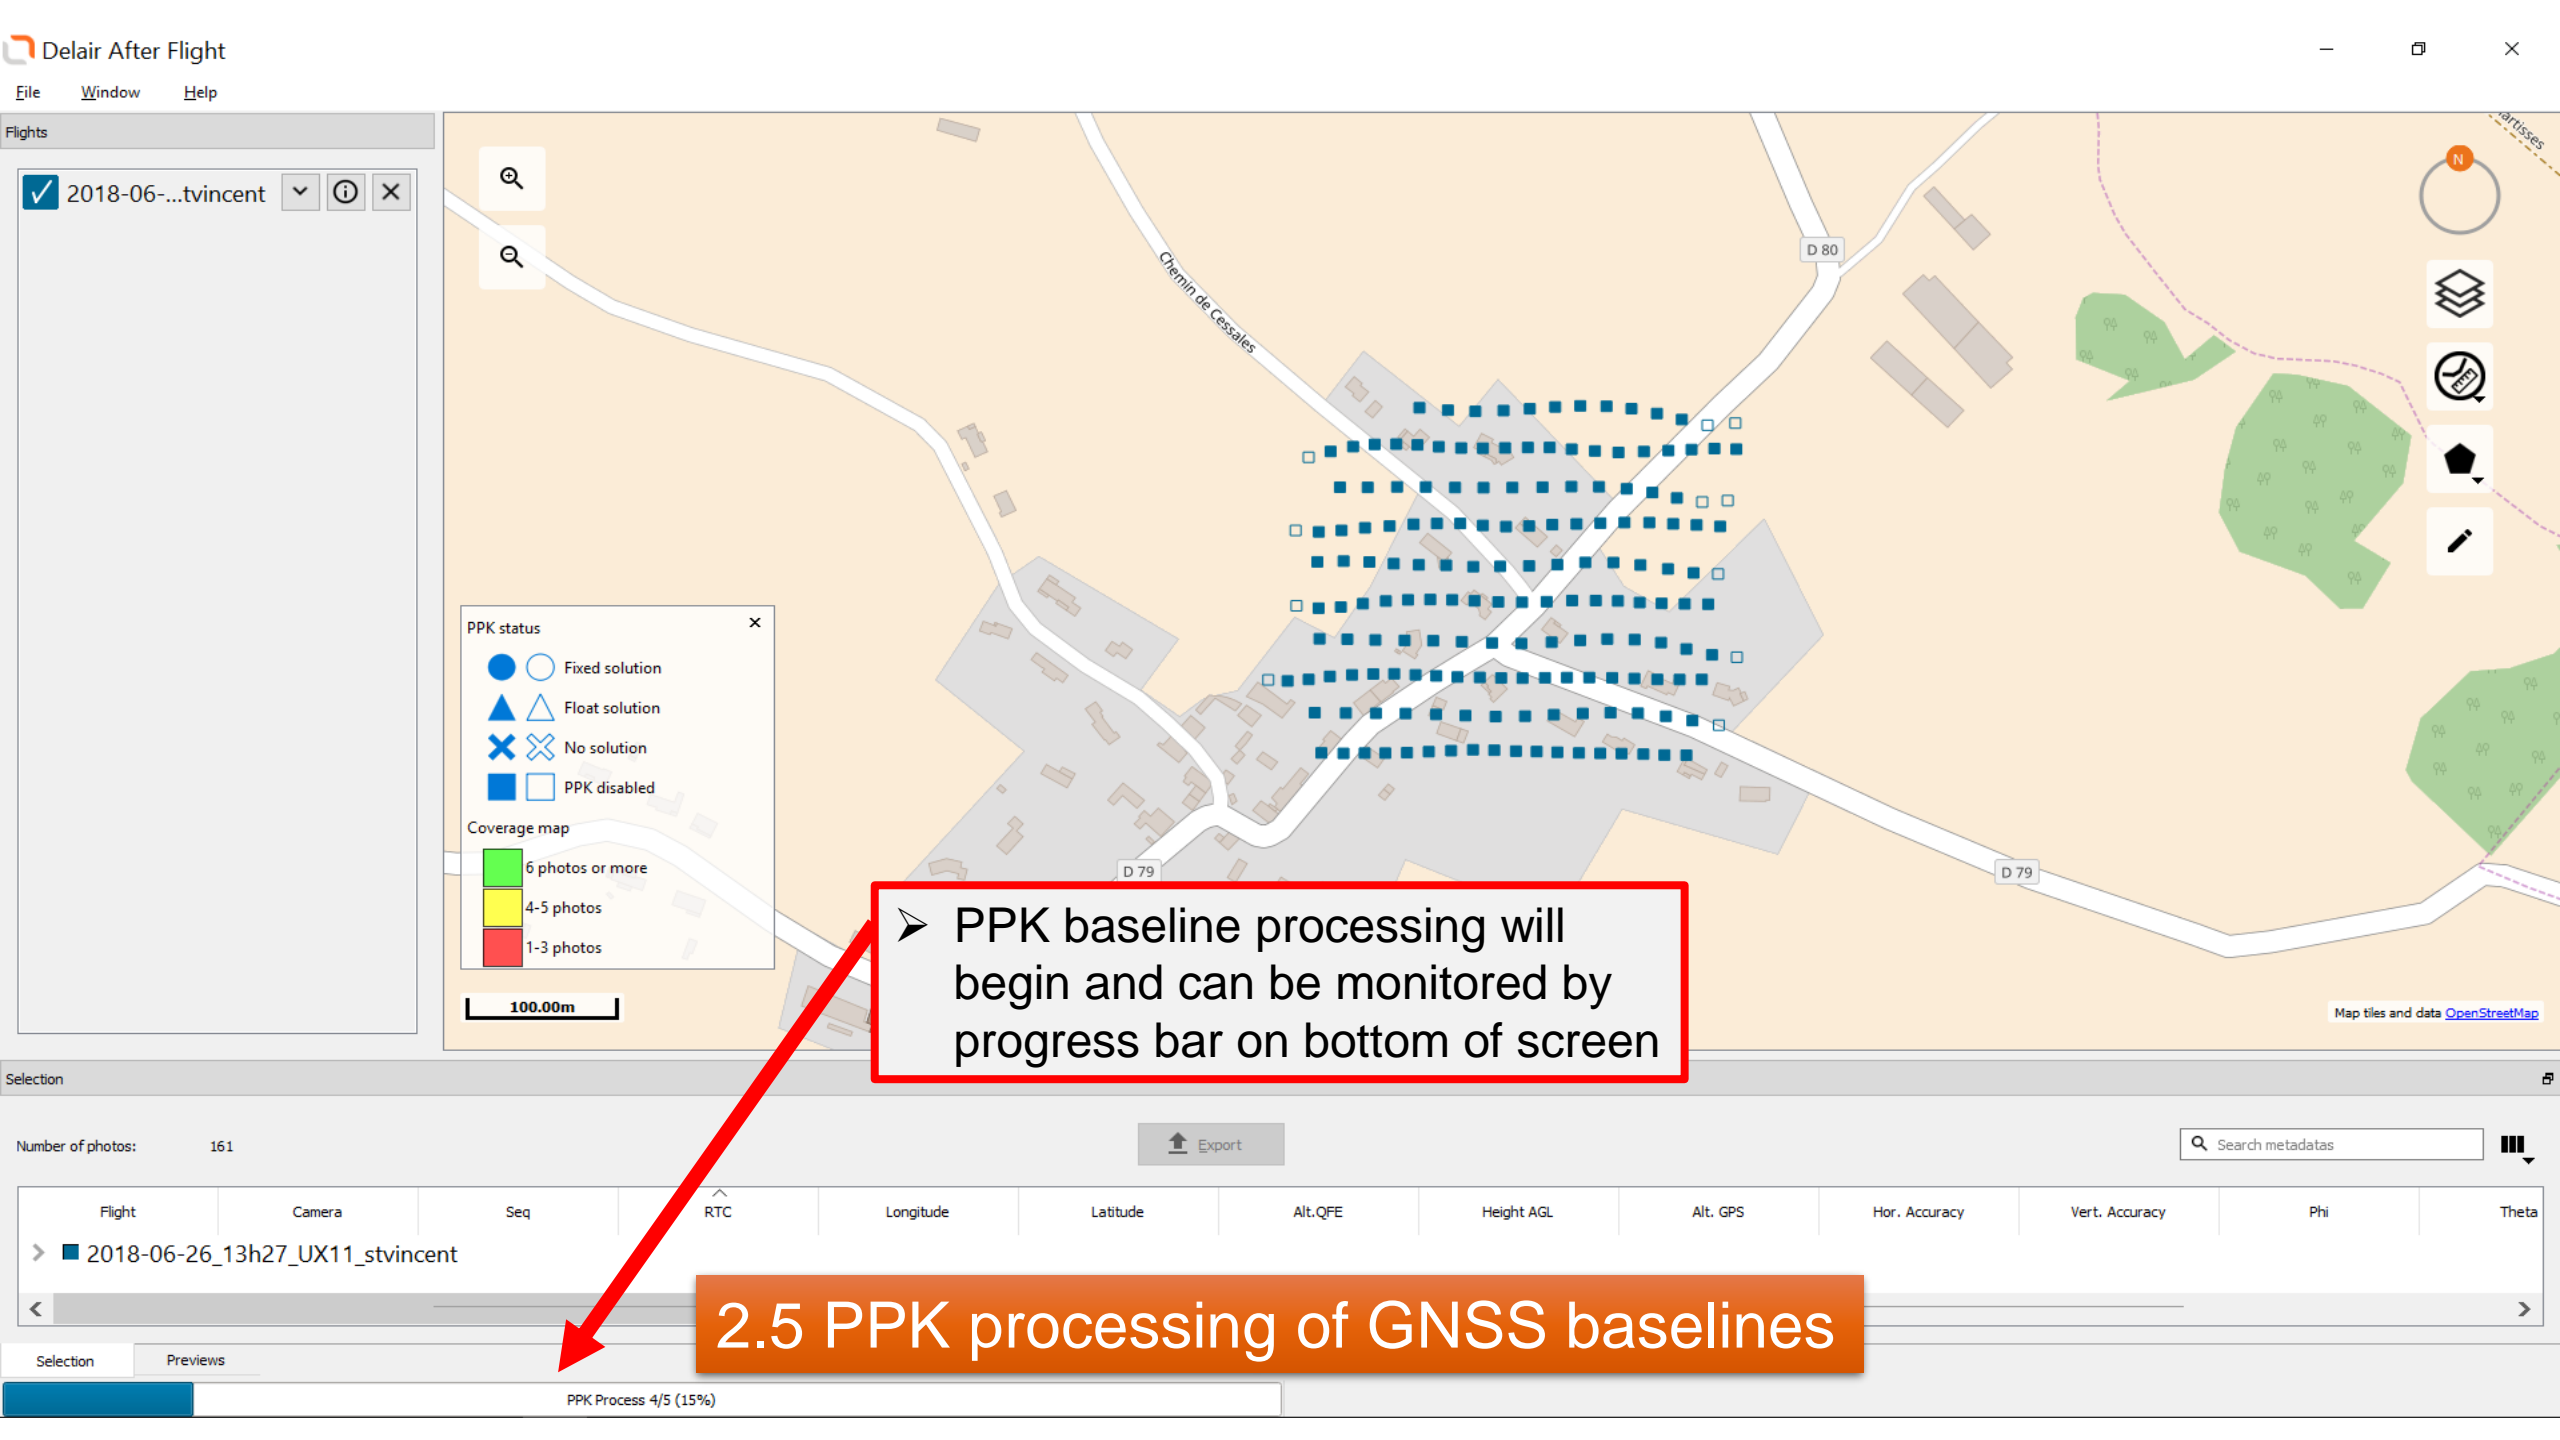 Delair After Flight
File Window Help
Flights
2018-06-...tvincent
artisses
N
D 80
Chemin de Cessales
PPK status
Fixed solution
Float solution
No solution
PPK disabled
Coverage map
6 photos or more
4-5 photos
1-3 photos
100.00m
D 79
D 79
➢ PPK baseline processing will
begin and can be monitored by
progress bar on bottom of screen
Map tiles and data OpenStreetMap
Selection
Number of photos: 161
Export
Search metadatas
Flight Camera Seq RTC Longitude Latitude Alt.QFE Height AGL Alt. GPS Hor. Accuracy Vert. Accuracy Phi Theta
2018-06-26_13h27_UX11_stvincent
2.5 PPK processing of GNSS baselines
Selection Previews
PPK Process 4/5 (15%)